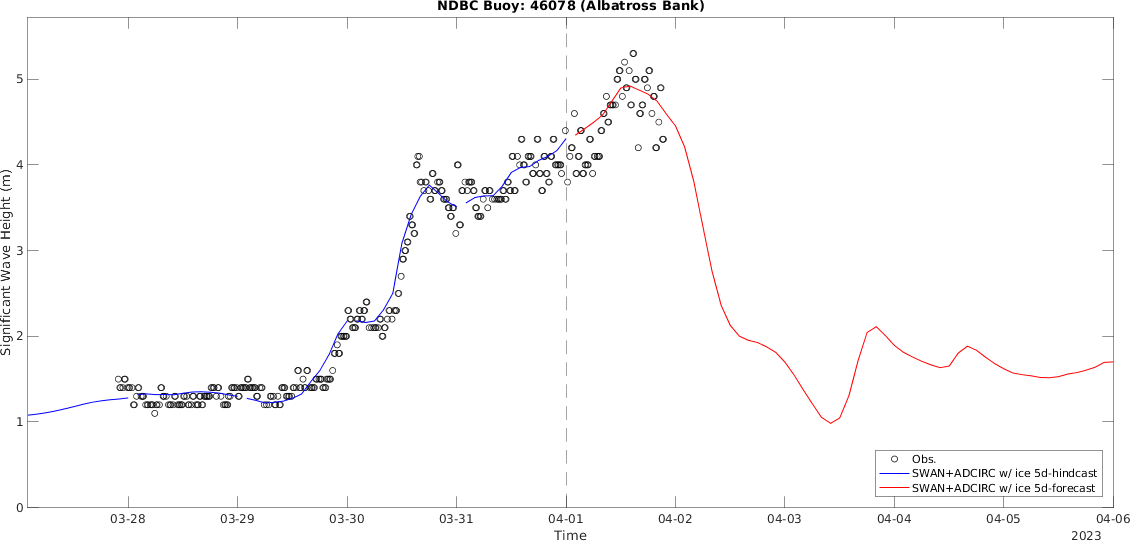 NDBC Buoy: 46078 (Albatross Bank)
Significant Wave Height (m)
5
4
3
2
1
0
Obs.
SWAN+ADCIRC w/ ice 5d-hindcast
SWAN+ADCIRC w/ ice 5d-forecast
03-28 03-29 03-30 03-31 04-01 04-02 04-03 04-04 04-05 04-06
Time
2023